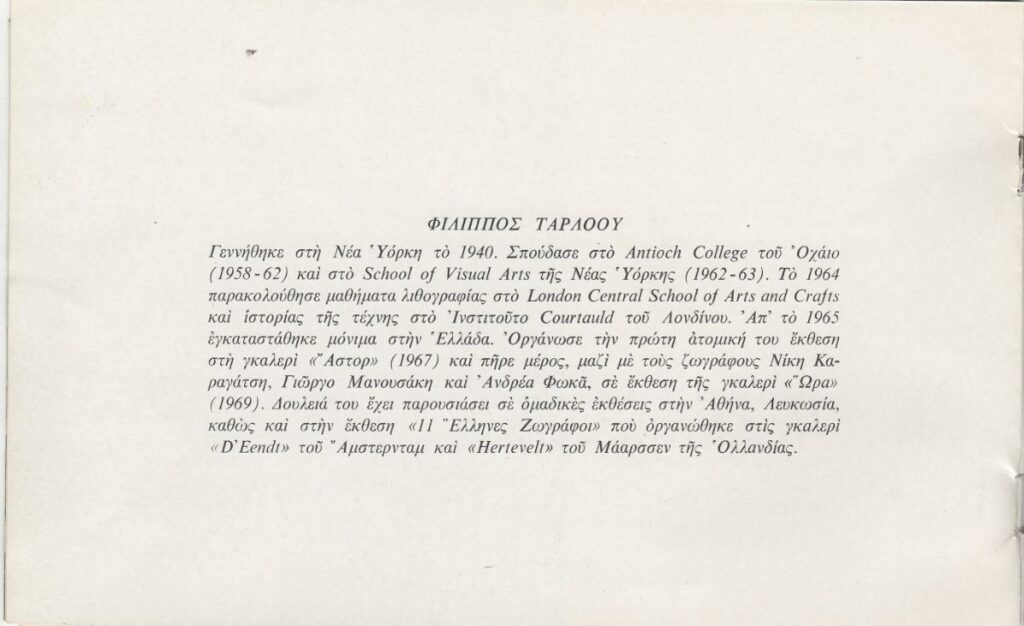 ΦΙΛΙΠΠΟΣ ΤΑΡΛΟΟΥ
Γεννήθηκε στὴ Νέα Ὑόρκη τὸ 1940. Σπούδασε στὸ Antioch College τοῦ Ὀχάιο
(1958-62) καὶ στὸ School of Visual Arts τῆς Νέας Ὑόρκης (1962-63). Τὸ 1964
παρακολούθησε μαθήματα λιθογραφίας στὸ London Central School of Arts and Crafts
καὶ ἱστορίας τῆς τέχνης στὸ Ἰνστιτοῦτο Courtauld τοῦ Λονδίνου. Ἀπ' τὸ 1965
ἐγκαταστάθηκε μόνιμα στὴν Ἑλλάδα. Ὀργάνωσε τὴν πρώτη ἀτομική του ἔκθεση
στὴ γκαλερὶ «Ἄστορ» (1967) καὶ πῆρε μέρος, μαζὶ μὲ τοὺς ζωγράφους Νίκη Κα-
ραγάτση, Γιῶργο Μανουσάκη καὶ Ἀνδρέα Φωκᾶ, σὲ ἔκθεση τῆς γκαλερὶ «Ὥρα»
(1969). Δουλειά του ἔχει παρουσιάσει σὲ ὁμαδικὲς ἐκθέσεις στὴν Ἀθήνα, Λευκωσία,
καθὼς καὶ στὴν ἔκθεση «11 Ἕλληνες Ζωγράφοι» ποὺ ὀργανώθηκε στὶς γκαλερὶ
«D'Eendt» τοῦ Ἄμστερνταμ καὶ «Hertevelt» τοῦ Μάαρσσεν τῆς Ὁλλανδίας.